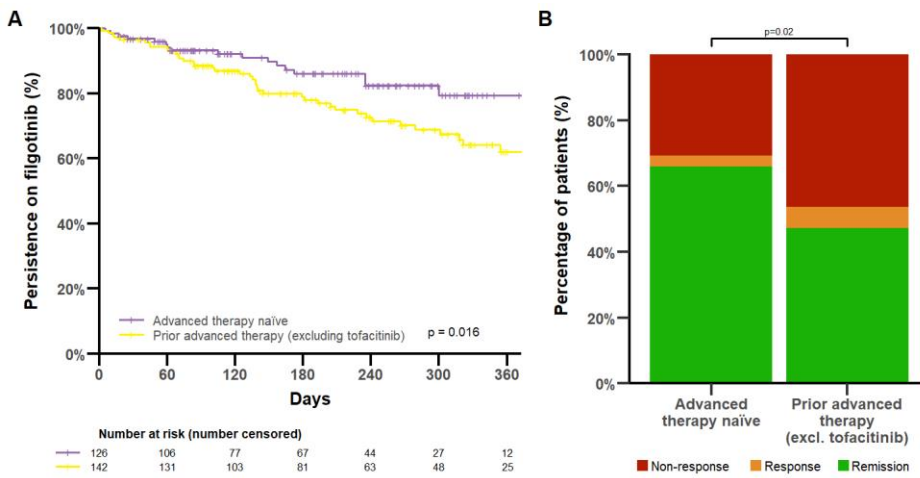 A
Persistence on filgotinib (%)
100%
80%
60%
40%
20%
0%
Advanced therapy naïve
Prior advanced therapy (excluding tofacitinib)
p = 0.016
0 60 120 180 240 300 360
Days
Number at risk (number censored)
126 106 77 67 44 27 12
142 131 103 81 63 48 25
B
p=0.02
Percentage of patients (%)
100%
80%
60%
40%
20%
0%
Advanced
therapy naïve
Prior advanced
therapy
(excl. tofacitinib)
Non-response Response Remission